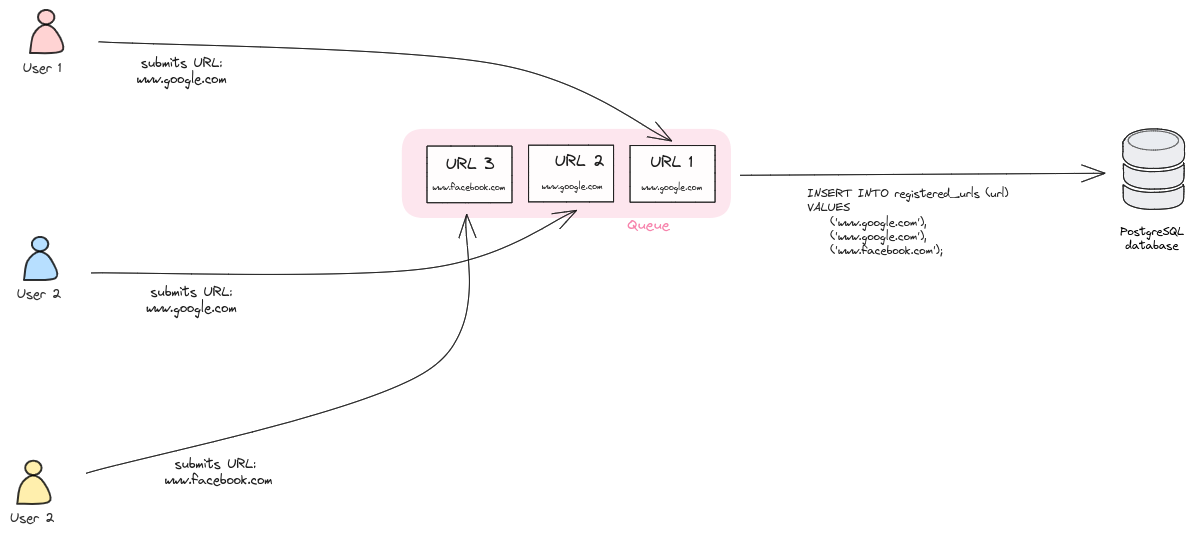 User 1
submits URL:
www.google.com
URL 3
www.facebook.com
URL 2
www.google.com
URL 1
www.google.com
Queue
INSERT INTO registered_urls (url)
VALUES
('www.google.com'),
('www.google.com'),
('www.facebook.com');
PostgreSQL
database
User 2
submits URL:
www.google.com
User 2
submits URL:
www.facebook.com